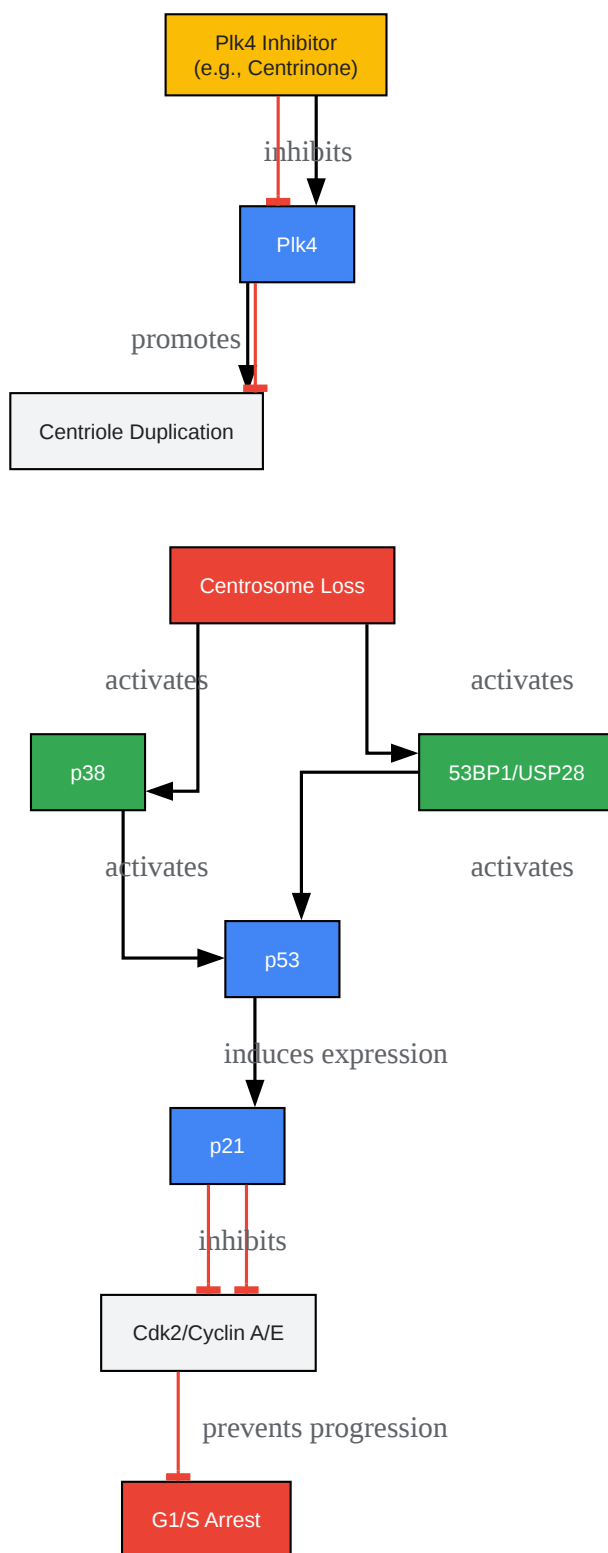 Plk4 Inhibitor
(e.g., Centrinone)
inhibits
Plk4
promotes
Centriole Duplication
Centrosome Loss
activates
activates
p38
53BP1/USP28
activates
activates
p53
induces expression
p21
inhibits
Cdk2/Cyclin A/E
prevents progression
G1/S Arrest